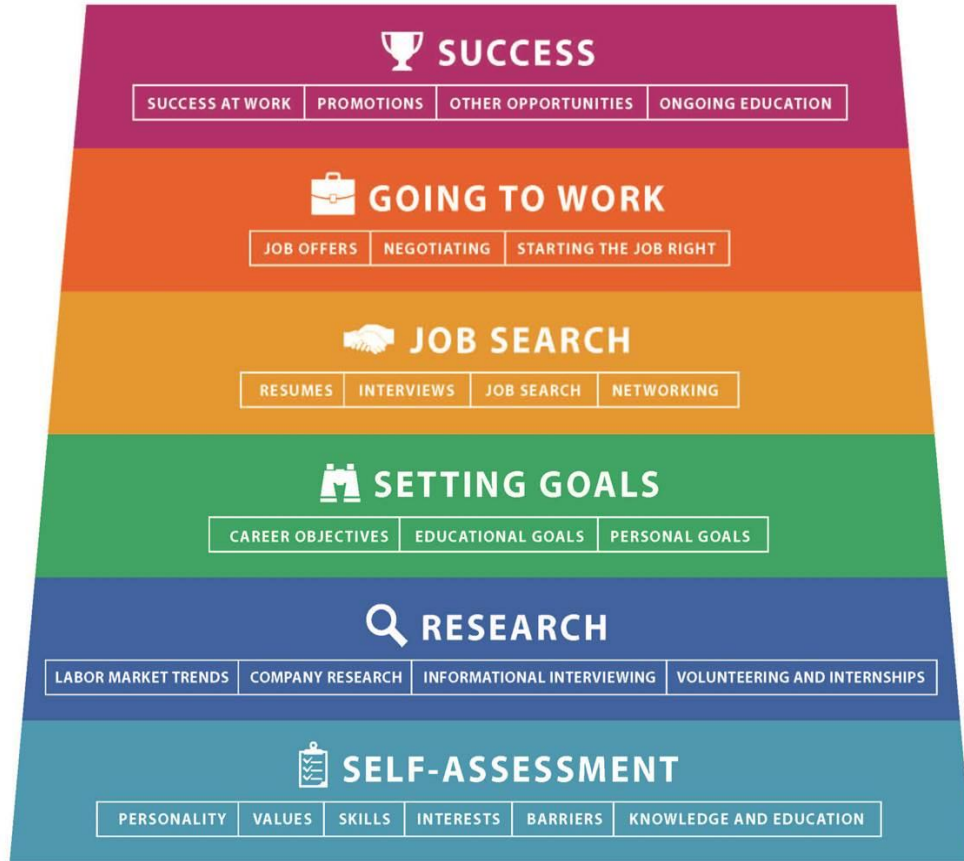 SUCCESS
SUCCESS AT WORK PROMOTIONS OTHER OPPORTUNITIES ONGOING EDUCATION
GOING TO WORK
JOB OFFERS NEGOTIATING STARTING THE JOB RIGHT
JOB SEARCH
RESUMES INTERVIEWS JOB SEARCH NETWORKING
SETTING GOALS
CAREER OBJECTIVES EDUCATIONAL GOALS PERSONAL GOALS
RESEARCH
LABOR MARKET TRENDS COMPANY RESEARCH INFORMATIONAL INTERVIEWING VOLUNTEERING AND INTERNSHIPS
SELF-ASSESSMENT
PERSONALITY VALUES SKILLS INTERESTS BARRIERS KNOWLEDGE AND EDUCATION